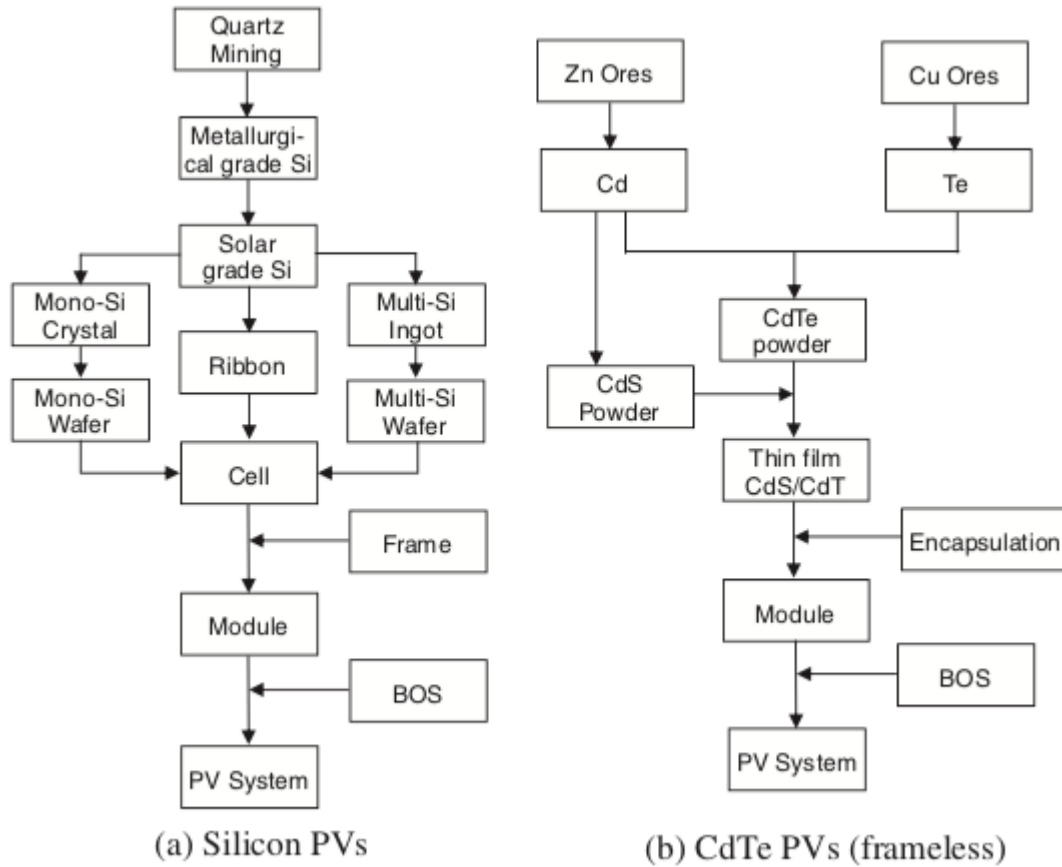 Quartz
Mining
Metallurgi-
cal grade Si
Solar
grade Si
Mono-Si
Crystal
Multi-Si
Ingot
Ribbon
Mono-Si
Wafer
Multi-Si
Wafer
Cell
Frame
Module
BOS
PV System
(a) Silicon PVs
Zn Ores
Cu Ores
Cd
Te
CdTe
powder
CdS
Powder
Thin film
CdS/CdT
Encapsulation
Module
BOS
PV System
(b) CdTe PVs (frameless)